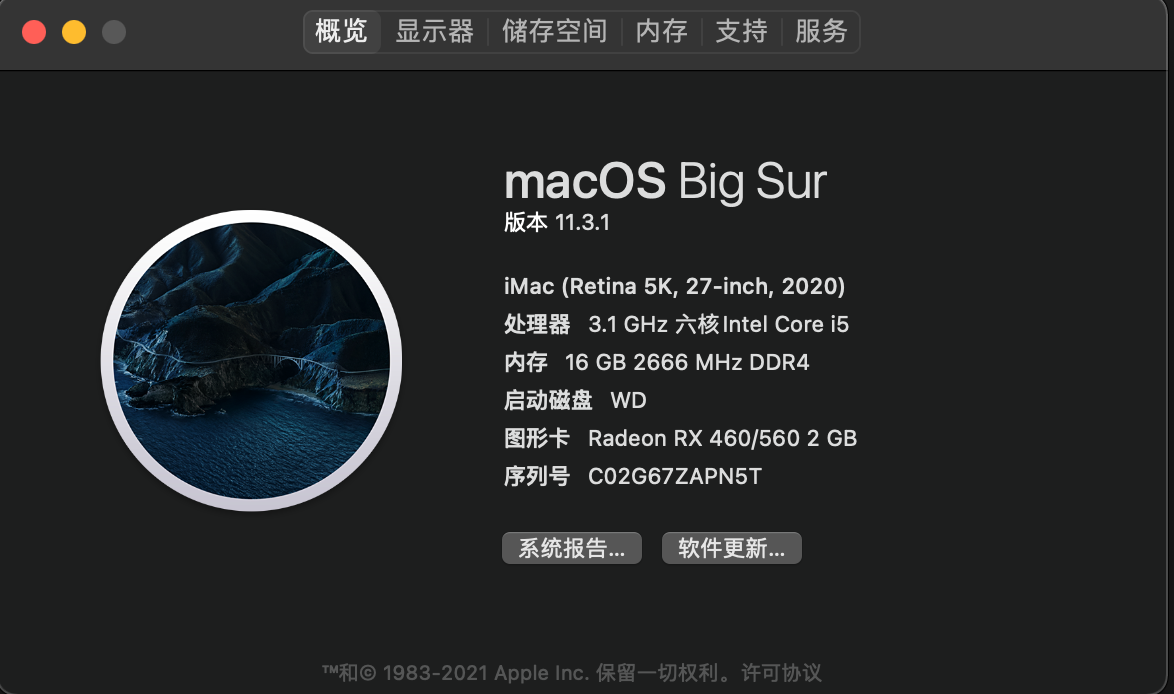 概览 显示器 储存空间 内存 支持 服务
macOS Big Sur
版本 11.3.1
iMac (Retina 5K, 27-inch, 2020)
处理器 3.1 GHz 六核Intel Core i5
内存 16 GB 2666 MHz DDR4
启动磁盘 WD
图形卡 Radeon RX 460/560 2 GB
序列号 C02G67ZAPN5T
系统报告... 软件更新...
™和© 1983-2021 Apple Inc. 保留一切权利。许可协议